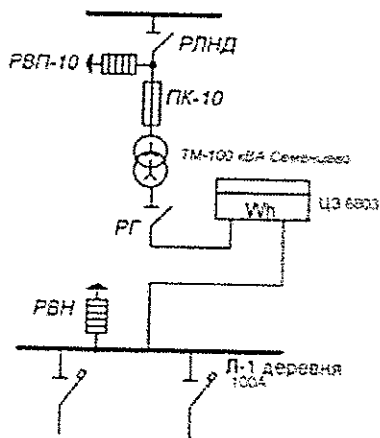 РЛНД
РВП-10
ПК-10
ТМ-100 кВА Семенцево
ЦЭ 6803
Wh
РГ
РВН
Л-1 деревня
100А